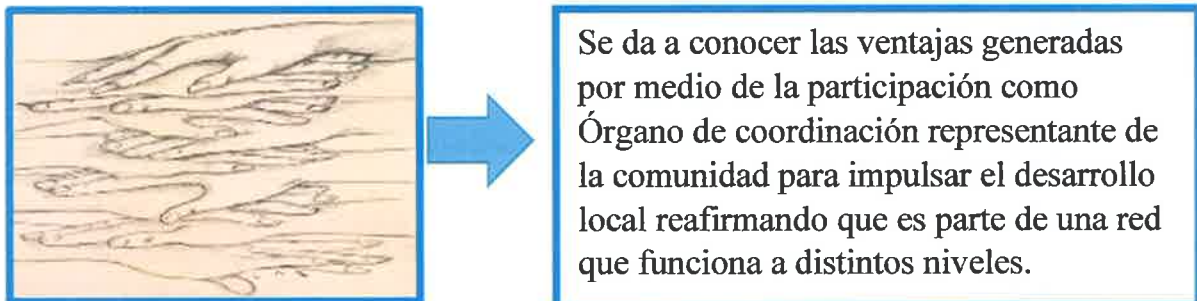 Se da a conocer las ventajas generadas
por medio de la participación como
Órgano de coordinación representante de
la comunidad para impulsar el desarrollo
local reafirmando que es parte de una red
que funciona a distintos niveles.